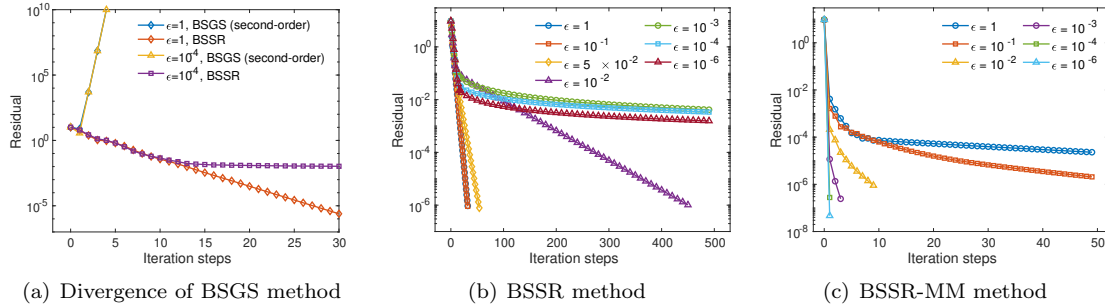 10^10
10^5
10^0
10^-5
Residual
0 5 10 15 20 25 30
Iteration steps
ϵ=1, BSGS (second-order)
ϵ=1, BSSR
ϵ=10^4, BSGS (second-order)
ϵ=10^4, BSSR
(a) Divergence of BSGS method
10^0
10^-2
10^-4
10^-6
Residual
0 100 200 300 400 500
Iteration steps
ϵ = 1
ϵ = 10^-1
ϵ = 5 × 10^-2
ϵ = 10^-2
ϵ = 10^-3
ϵ = 10^-4
ϵ = 10^-6
(b) BSSR method
10^0
10^-2
10^-4
10^-6
10^-8
Residual
0 10 20 30 40 50
Iteration steps
ϵ = 1
ϵ = 10^-1
ϵ = 10^-2
ϵ = 10^-3
ϵ = 10^-4
ϵ = 10^-6
(c) BSSR-MM method